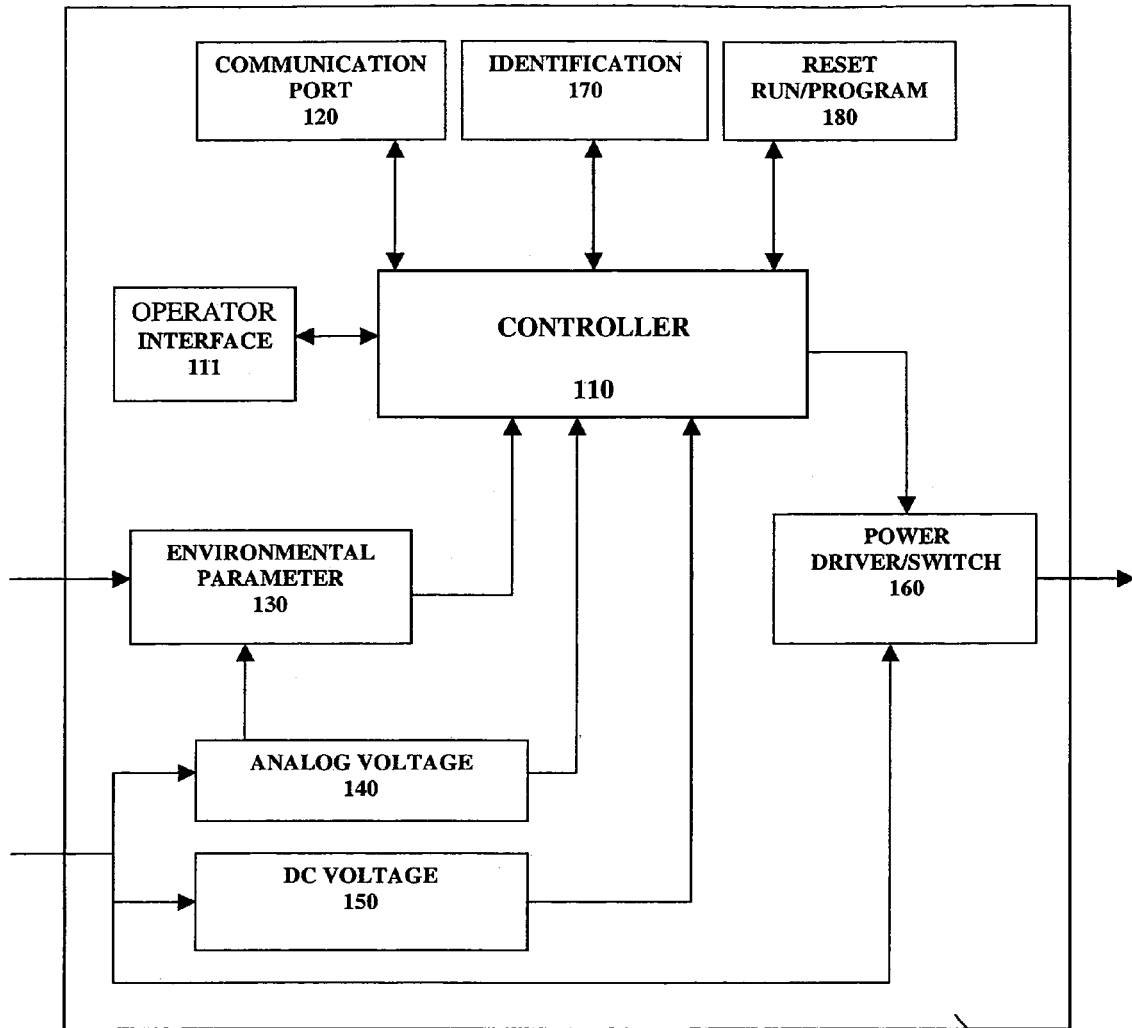 COMMUNICATION
PORT
120
IDENTIFICATION
170
RESET
RUN/PROGRAM
180
OPERATOR
INTERFACE
111
CONTROLLER
110
ENVIRONMENTAL
PARAMETER
130
POWER
DRIVER/SWITCH
160
ANALOG VOLTAGE
140
DC VOLTAGE
150